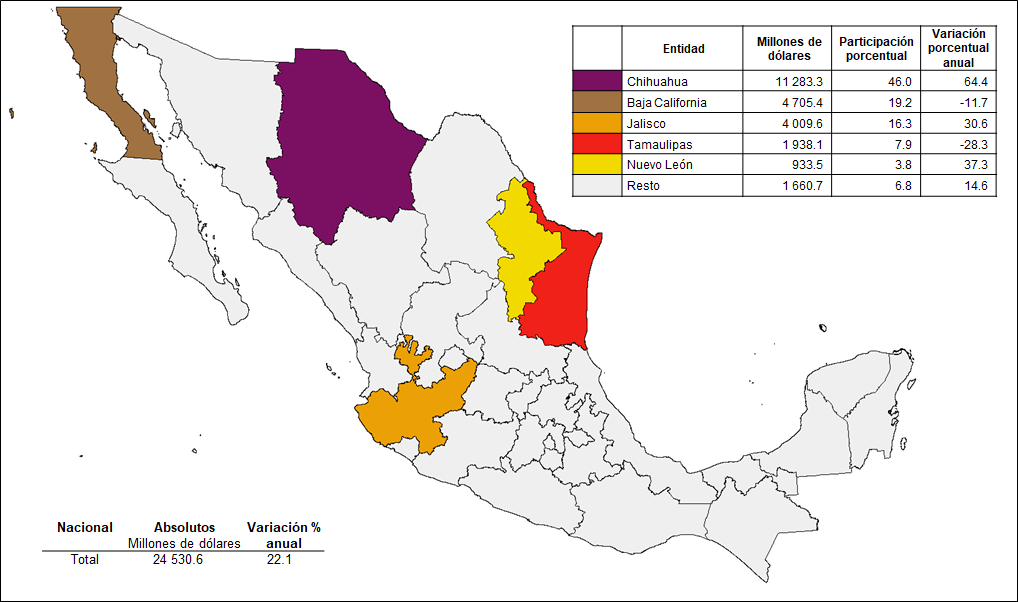 Entidad Millones de dólares Participación porcentual Variación porcentual anual
Chihuahua 11 283.3 46.0 64.4
Baja California 4 705.4 19.2 -11.7
Jalisco 4 009.6 16.3 30.6
Tamaulipas 1 938.1 7.9 -28.3
Nuevo León 933.5 3.8 37.3
Resto 1 660.7 6.8 14.6
Nacional Absolutos Variación %
Millones de dólares anual
Total 24 530.6 22.1